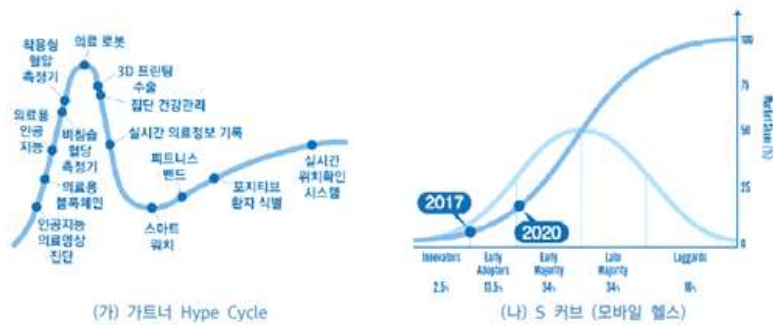 의료 로봇
착용형
혈압
측정기
3D 프린팅
수술
집단 건강관리
의료용
인공
지능
비침습
혈당
측정기
실시간 의료정보 기록
의료용
블록체인
인공지능
의료영상
진단
피트니스
밴드
스마트
워치
포지티브
환자 식별
실시간
위치확인
시스템
(가) 가트너 Hype Cycle
100
75
50
25
0
Market Share (%)
2017
2020
Innovators
2.5%
Early
Adopters
13.5%
Early
Majority
34%
Late
Majority
34%
Laggards
16%
(나) S 커브 (모바일 헬스)